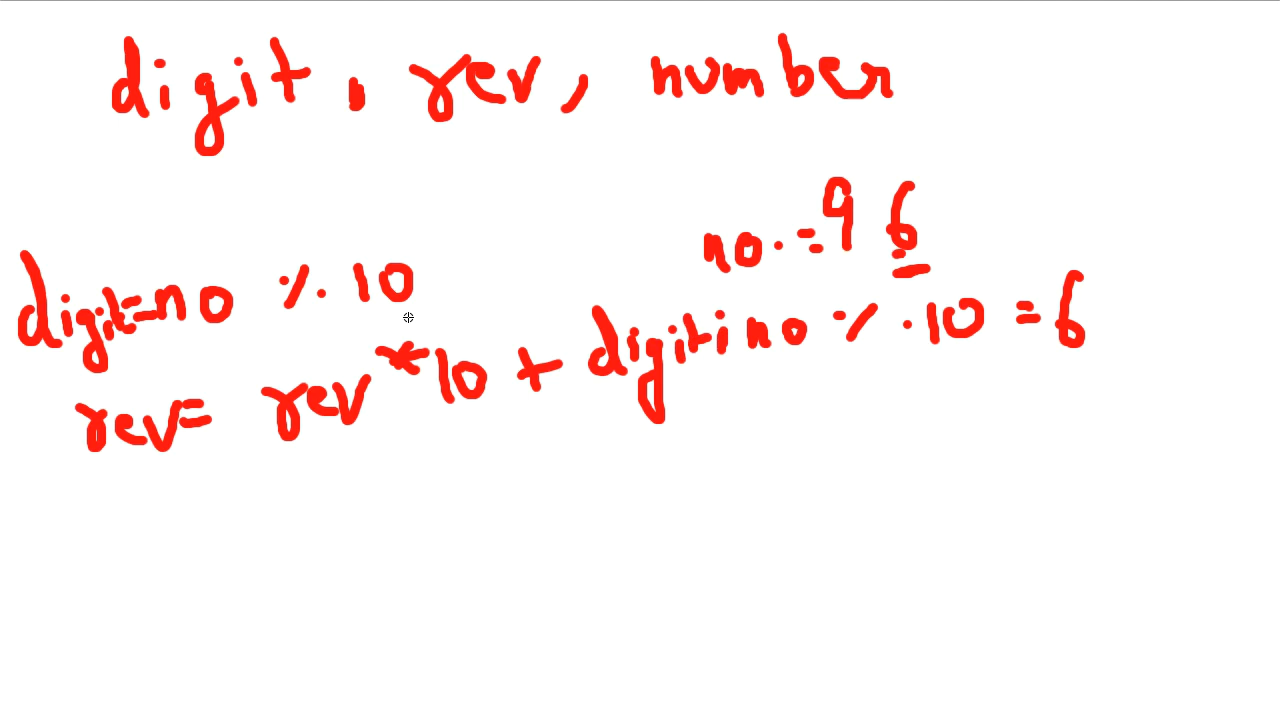 digit, rev, number
no. = 96
digit = no % 10
no % 10 = 6
rev = rev * 10 + digit;